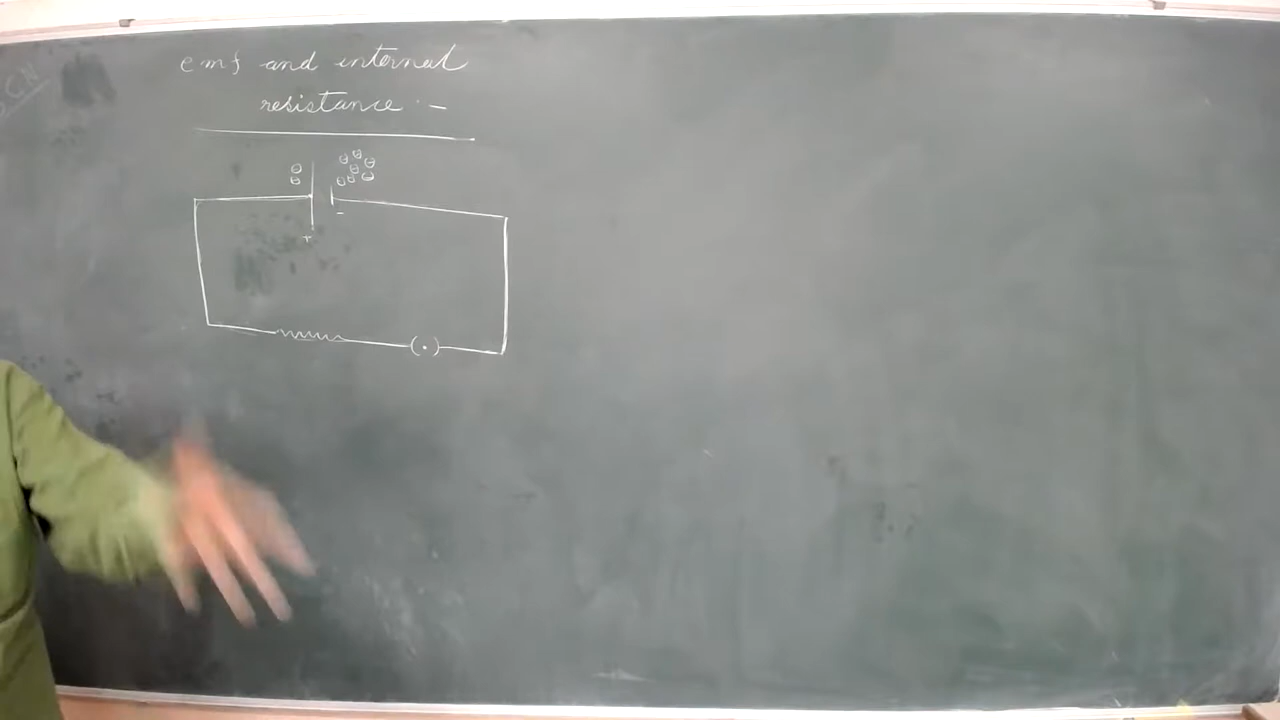 emf and internal
resistance :-
+ -